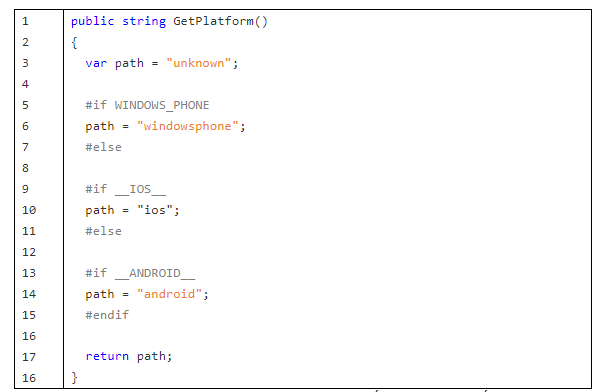 1 public string GetPlatform()
2 {
3 var path = "unknown";
4
5 #if WINDOWS_PHONE
6 path = "windowsphone";
7 #else
8
9 #if __IOS__
10 path = "ios";
11 #else
12
13 #if __ANDROID__
14 path = "android";
15 #endif
16
17 return path;
16 }